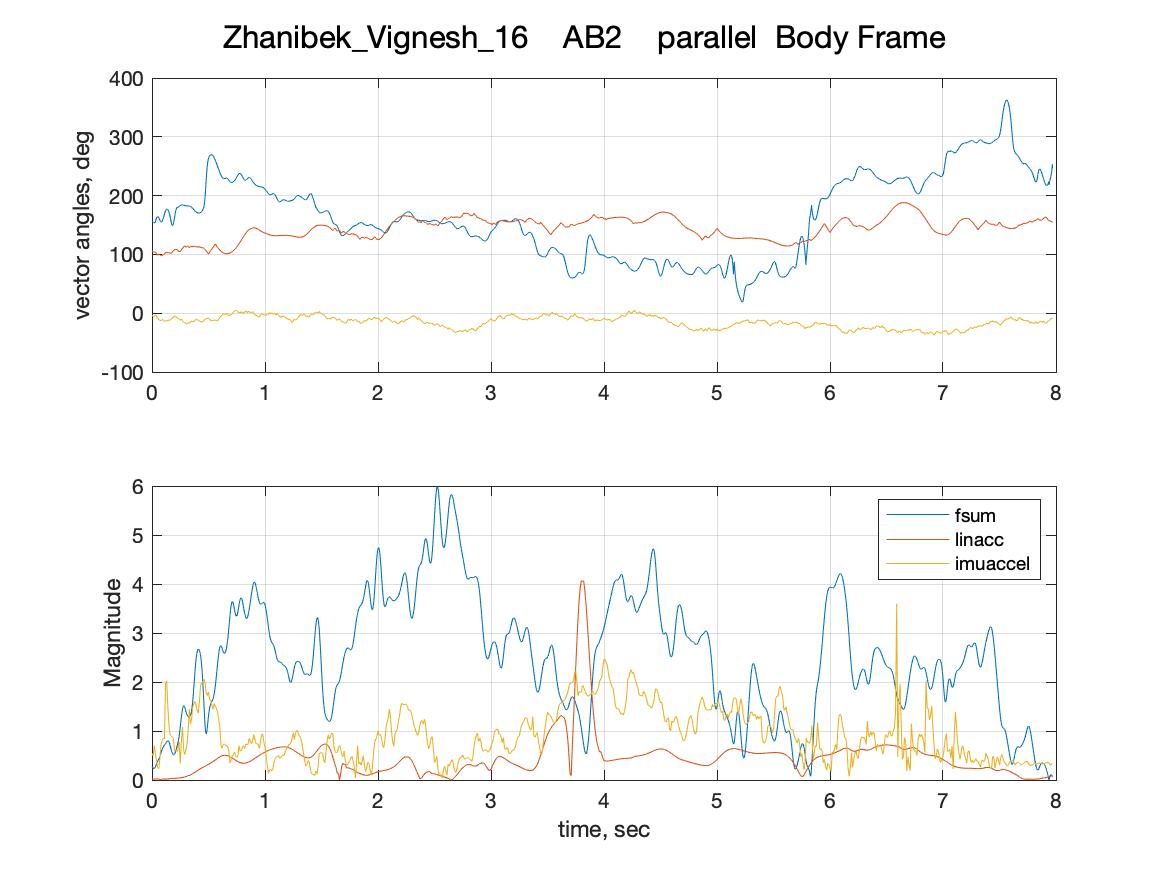 Zhanibek_Vignesh_16 AB2 parallel Body Frame
400
300
200
100
0
-100
vector angles, deg
0 1 2 3 4 5 6 7 8
6
5
4
3
2
1
0
Magnitude
fsum
linacc
imuaccel
0 1 2 3 4 5 6 7 8
time, sec